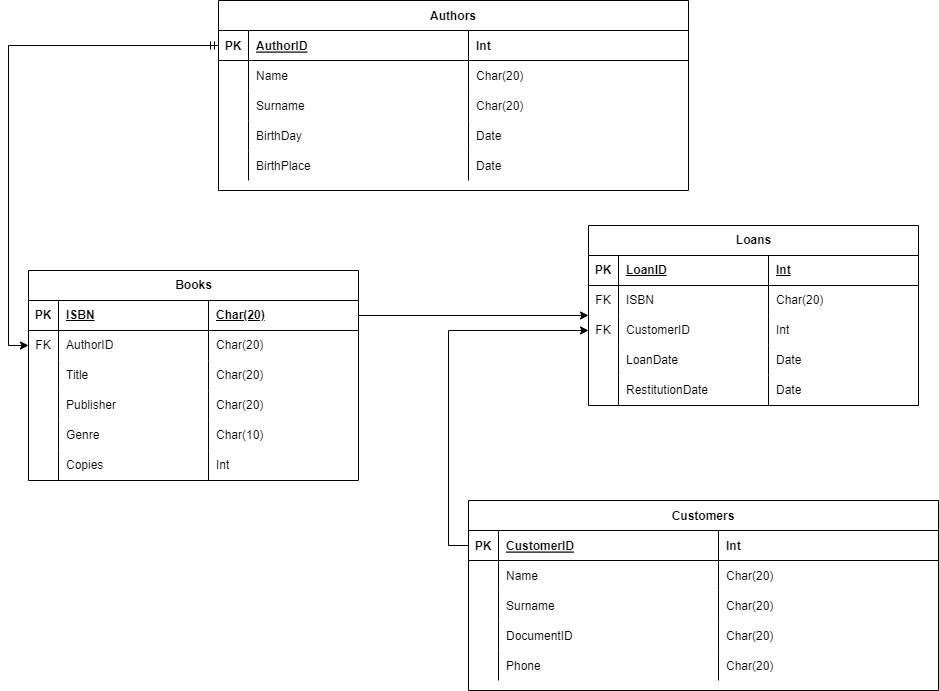 Authors
PK AuthorID Int
Name Char(20)
Surname Char(20)
BirthDay Date
BirthPlace Date
Loans
PK LoanID Int
FK ISBN Char(20)
FK CustomerID Int
LoanDate Date
RestitutionDate Date
Books
PK ISBN Char(20)
FK AuthorID Char(20)
Title Char(20)
Publisher Char(20)
Genre Char(10)
Copies Int
Customers
PK CustomerID Int
Name Char(20)
Surname Char(20)
DocumentID Char(20)
Phone Char(20)